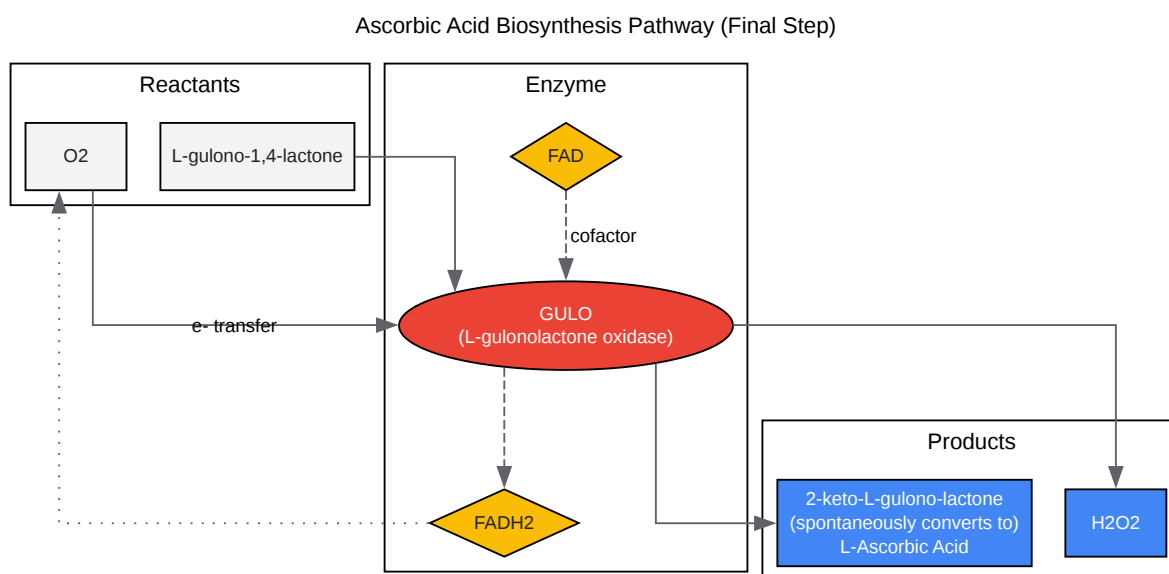 Ascorbic Acid Biosynthesis Pathway (Final Step)
Reactants
Enzyme
O2
L-gulono-1,4-lactone
FAD
cofactor
e- transfer
GULO
(L-gulonolactone oxidase)
Products
FADH2
2-keto-L-gulono-lactone
(spontaneously converts to)
L-Ascorbic Acid
H2O2